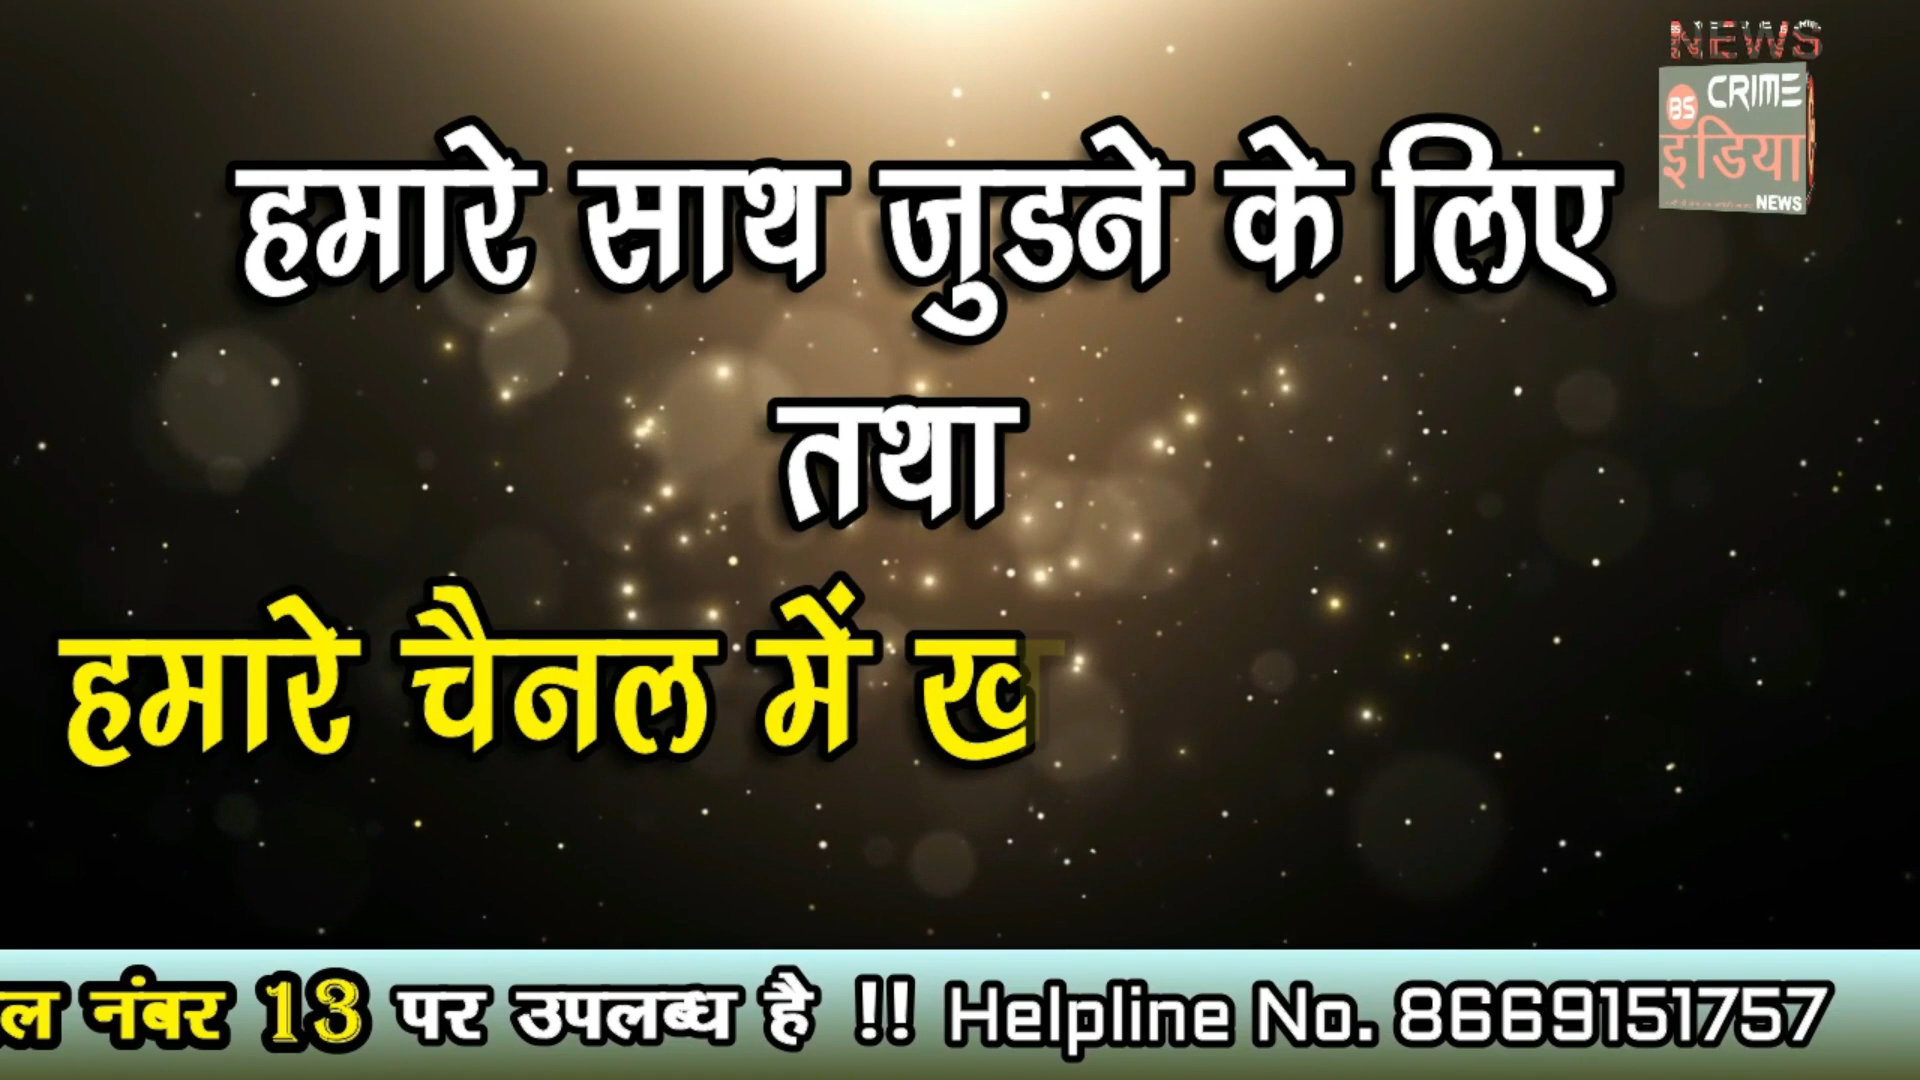 NEWS
BS CRIME
इंडिया
NEWS
हमारे साथ जुडने के लिए
तथा
हमारे चैनल में
नंबर 13 पर उपलब्ध है !! Helpline No. 8669151757